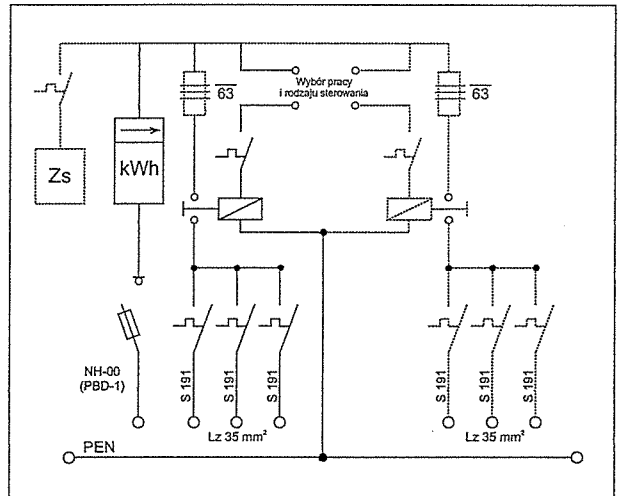 Wybór pracy
i rodzaju sterowania
63
63
Zs
kWh
NH-00
(PBD-1)
S 191
S 191
S 191
S 191
S 191
S 191
Lz 35 mm²
Lz 35 mm²
PEN